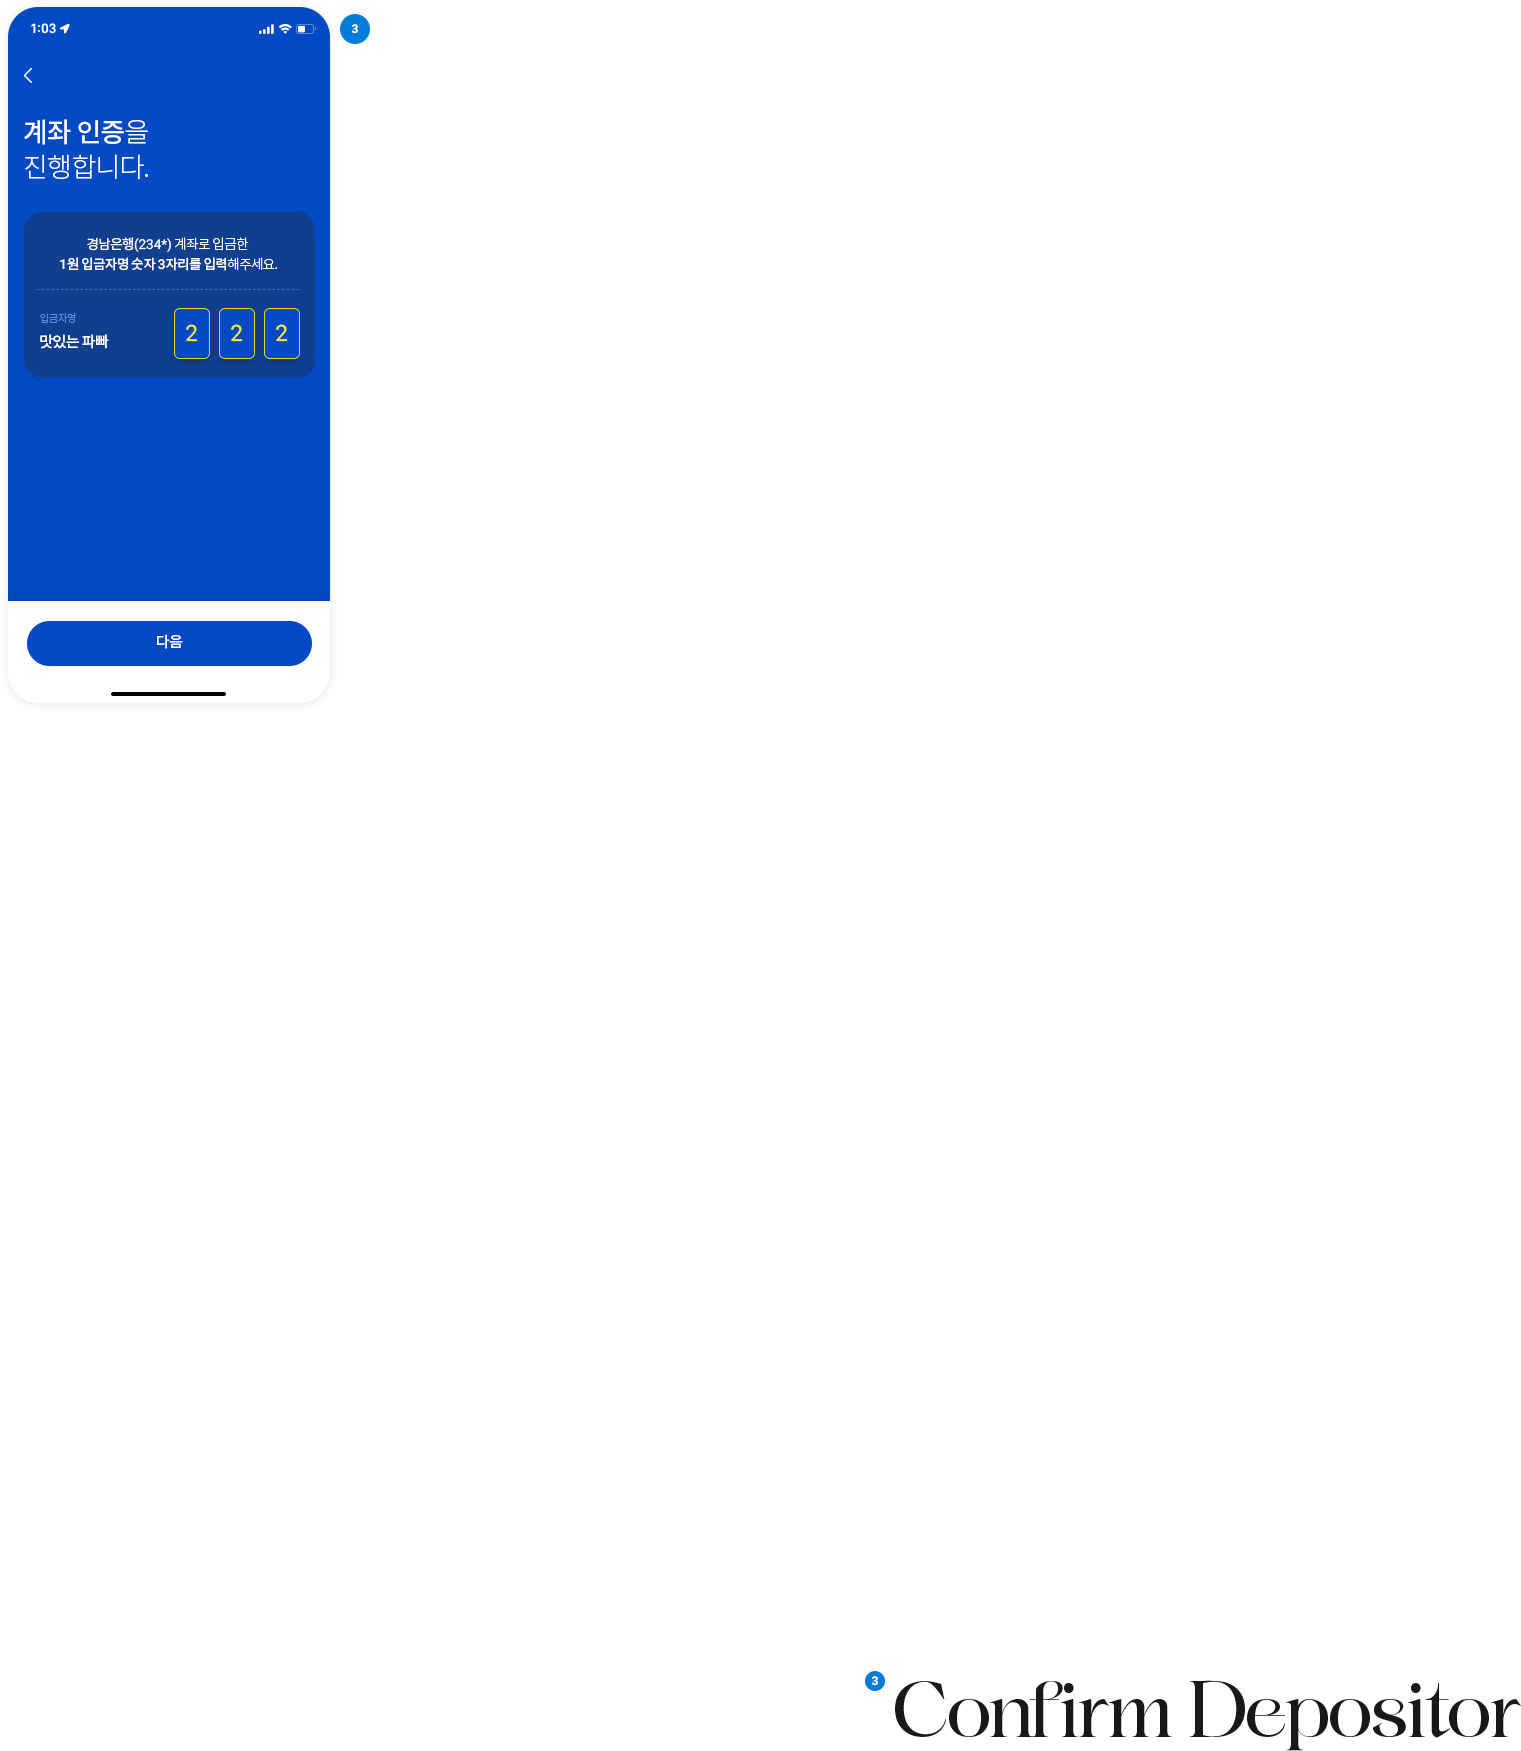 1:03
3
계좌 인증을
진행합니다.
경남은행(234*) 계좌로 입금한
1원 입금자명 숫자 3자리를 입력해주세요.
입금자명
맛있는 파빠
2 2 2
다음
3
Confirm Depositor